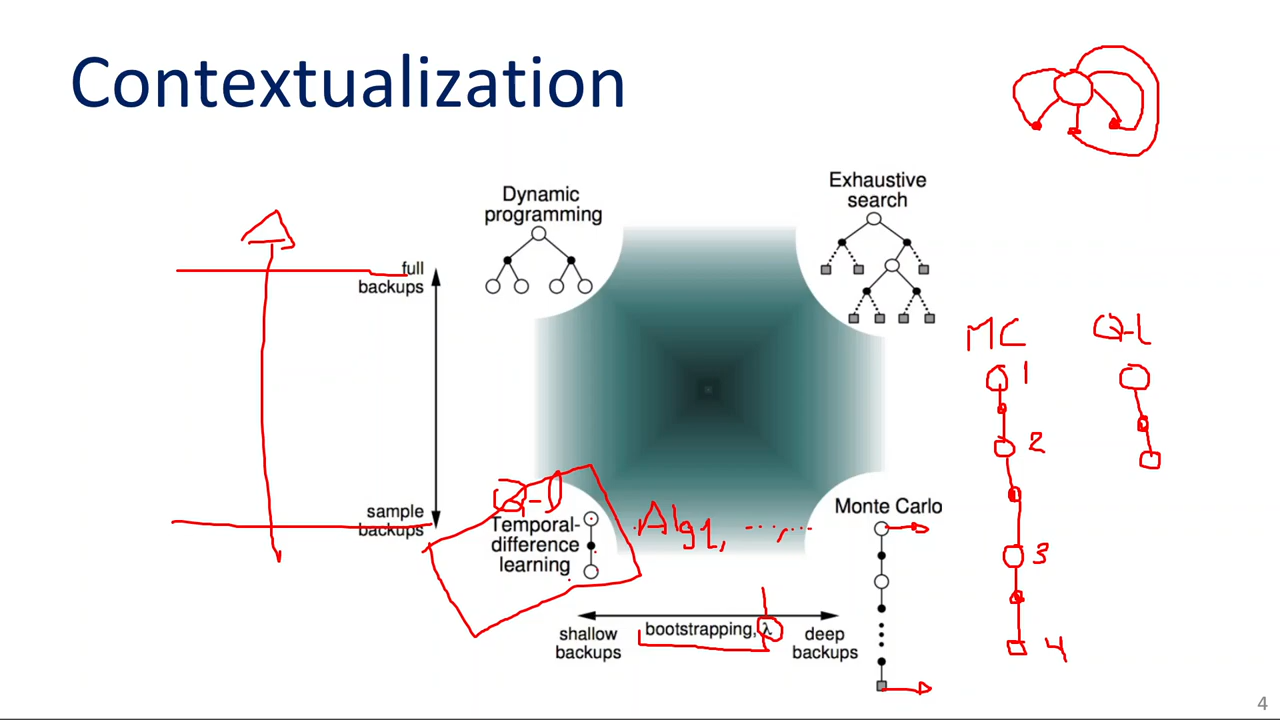 Contextualization
Dynamic
programming
Exhaustive
search
full
backups
MC
Q-L
1
2
3
4
sample
backups
Temporal-
difference
learning
Monte Carlo
bootstrapping, λ
shallow
backups
deep
backups
4